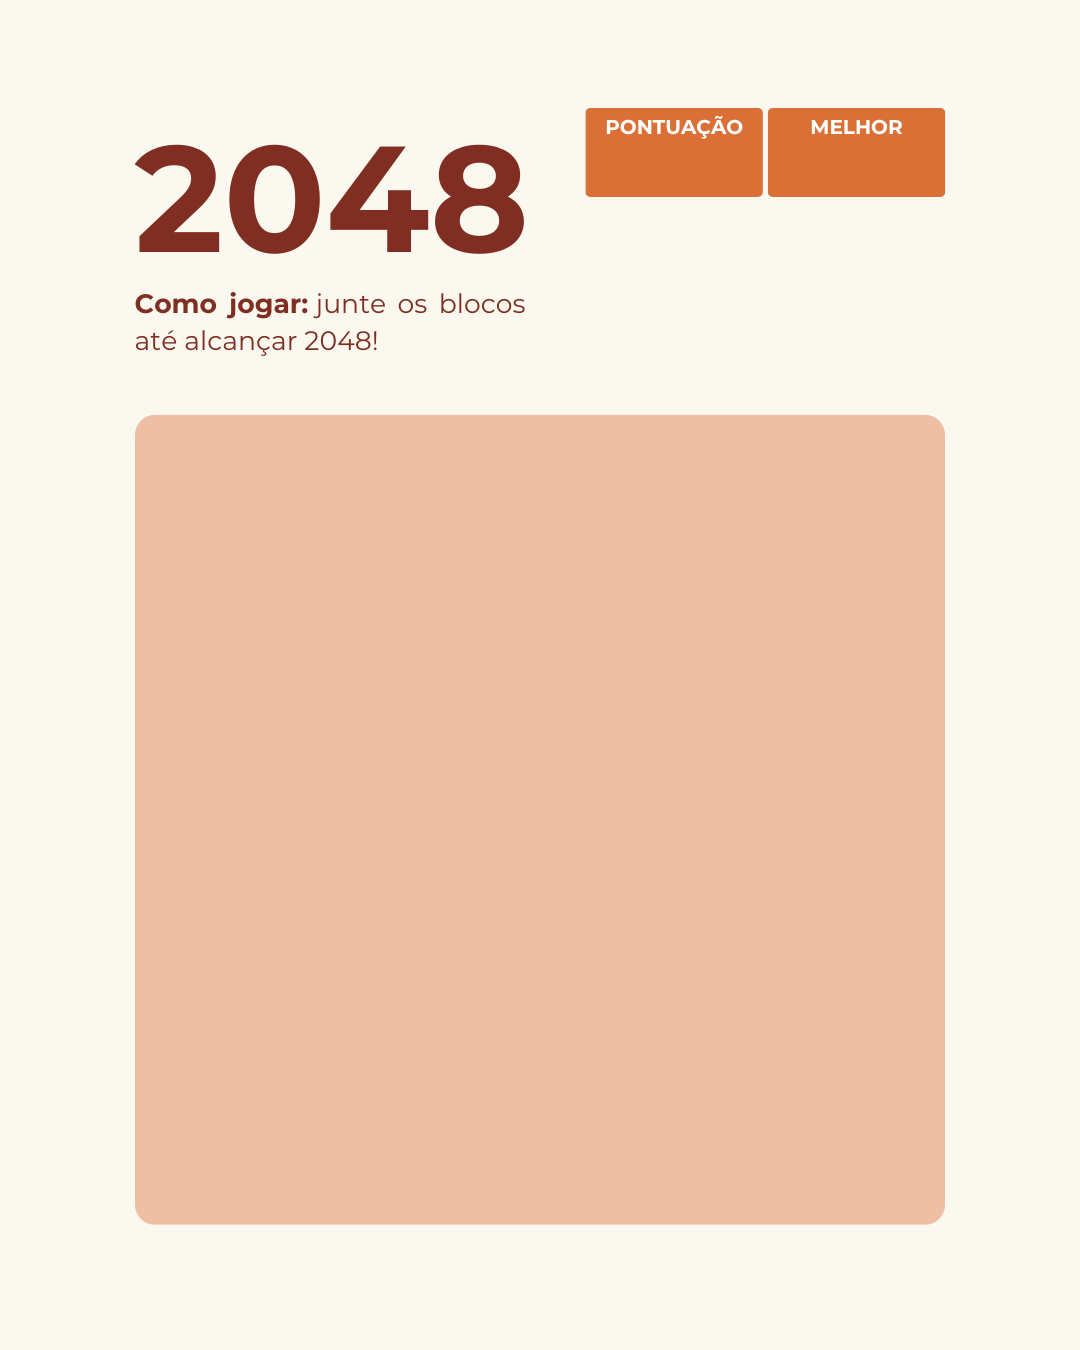 2048
PONTUAÇÃO
MELHOR
Como jogar: junte os blocos
até alcançar 2048!